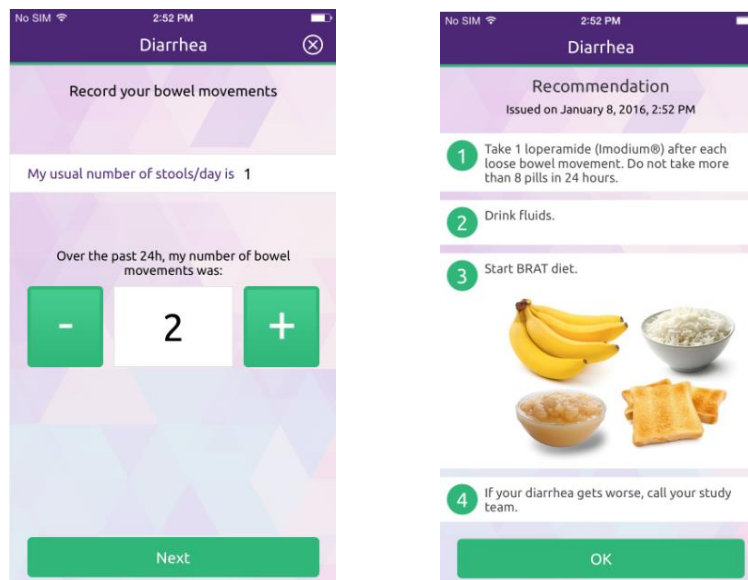 No SIM 2:52 PM
Diarrhea
Record your bowel movements
My usual number of stools/day is 1
Over the past 24h, my number of bowel
movements was:
- 2 +
Next
No SIM 2:52 PM
Diarrhea
Recommendation
Issued on January 8, 2016, 2:52 PM
1 Take 1 loperamide (Imodium®) after each
loose bowel movement. Do not take more
than 8 pills in 24 hours.
2 Drink fluids.
3 Start BRAT diet.
4 If your diarrhea gets worse, call your study
team.
OK